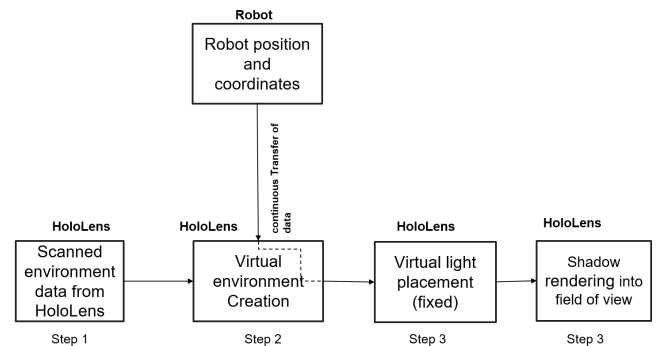 Robot
Robot position
and
coordinates
continuous Transfer of
data
HoloLens
Scanned
environment
data from
HoloLens
Step 1
HoloLens
Virtual
environment
Creation
Step 2
HoloLens
Virtual light
placement
(fixed)
Step 3
HoloLens
Shadow
rendering into
field of view
Step 3